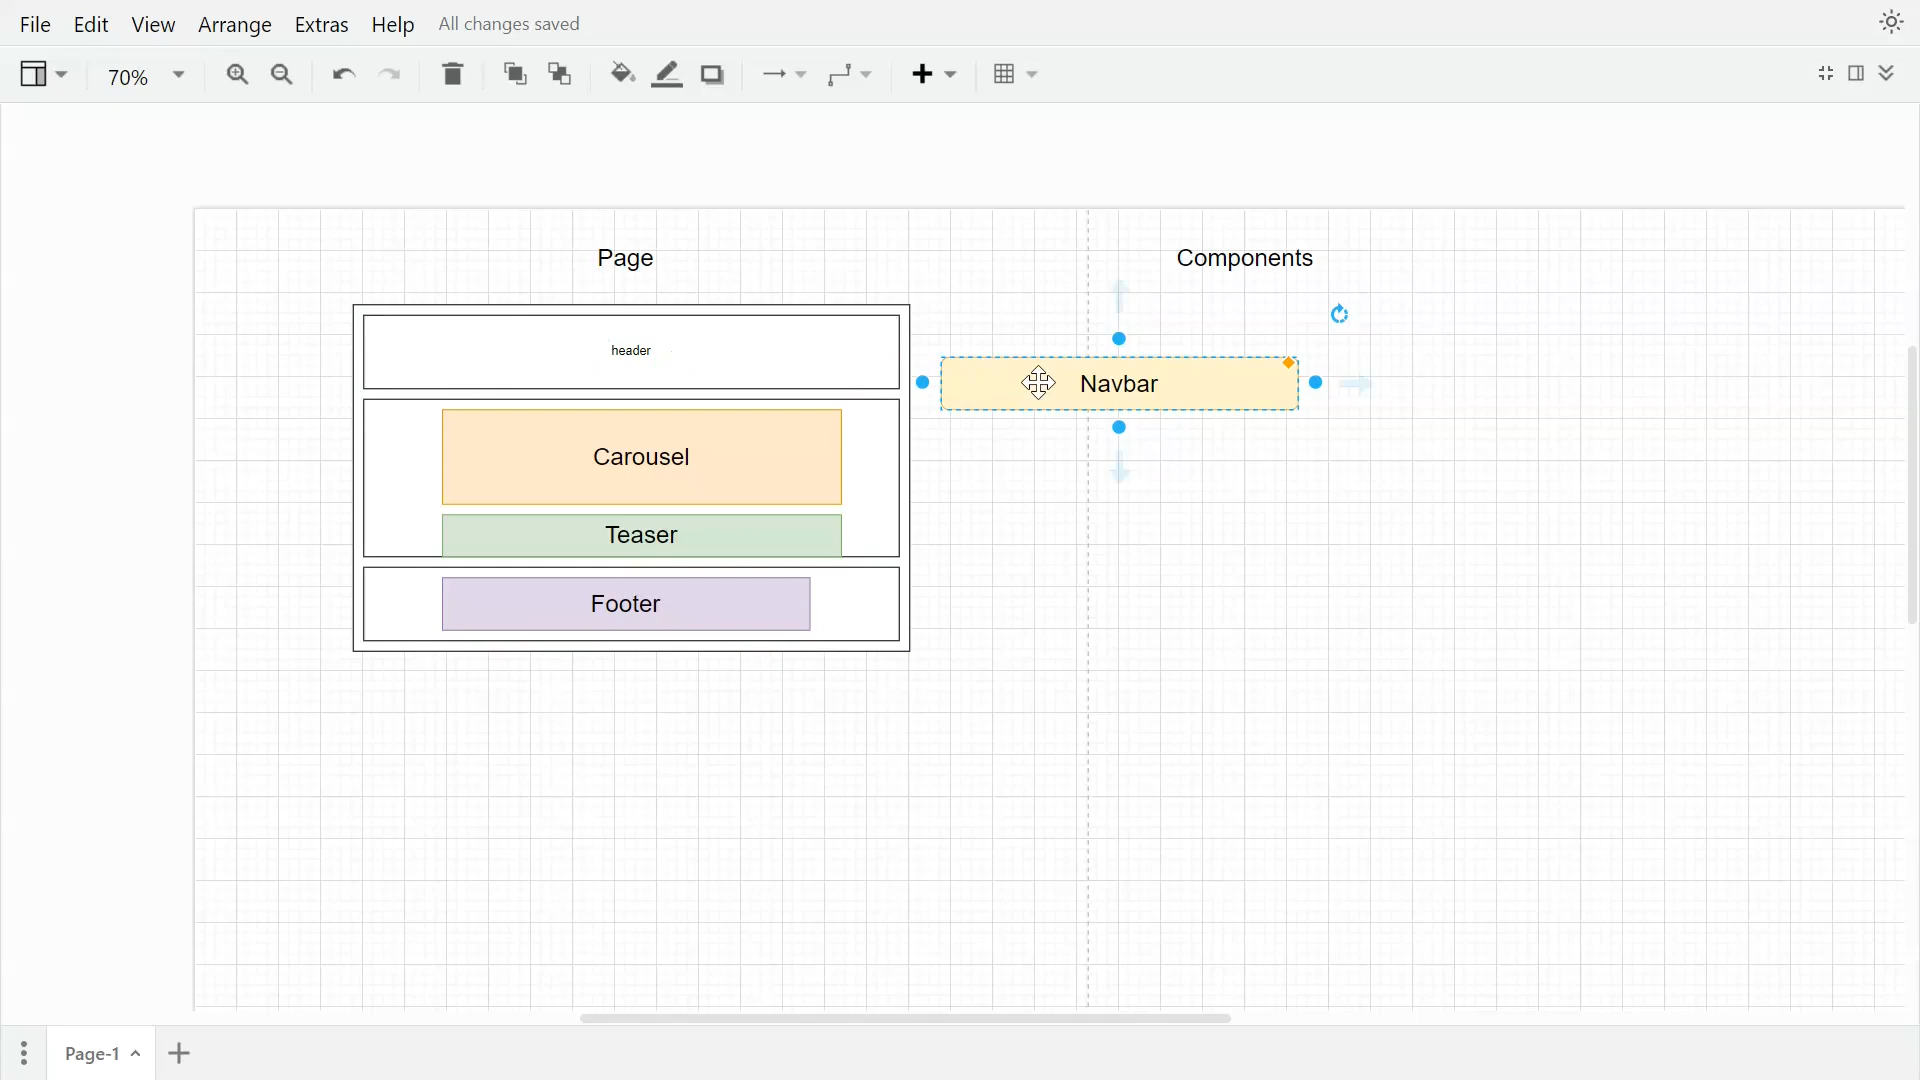 File Edit View Arrange Extras Help All changes saved
70%
Page Components
header
Navbar
Carousel
Teaser
Footer
Page-1